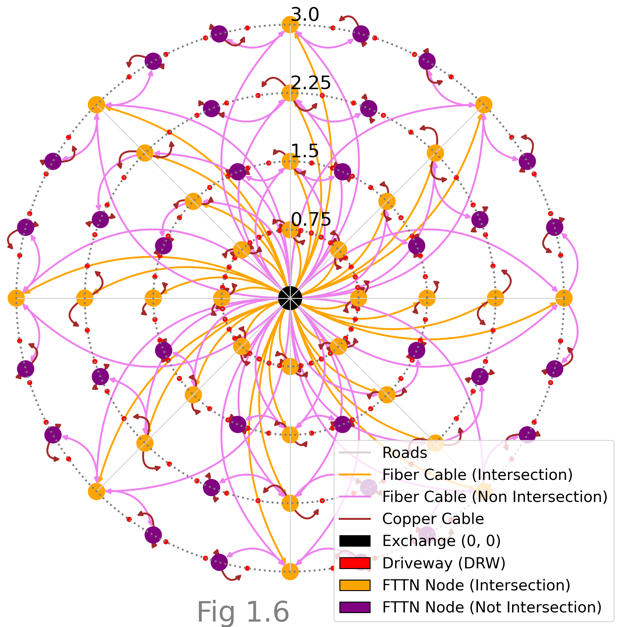 3.0
2.25
1.5
0.75
Roads
Fiber Cable (Intersection)
Fiber Cable (Non Intersection)
Copper Cable
Exchange (0, 0)
Driveway (DRW)
FTTN Node (Intersection)
FTTN Node (Not Intersection)
Fig 1.6